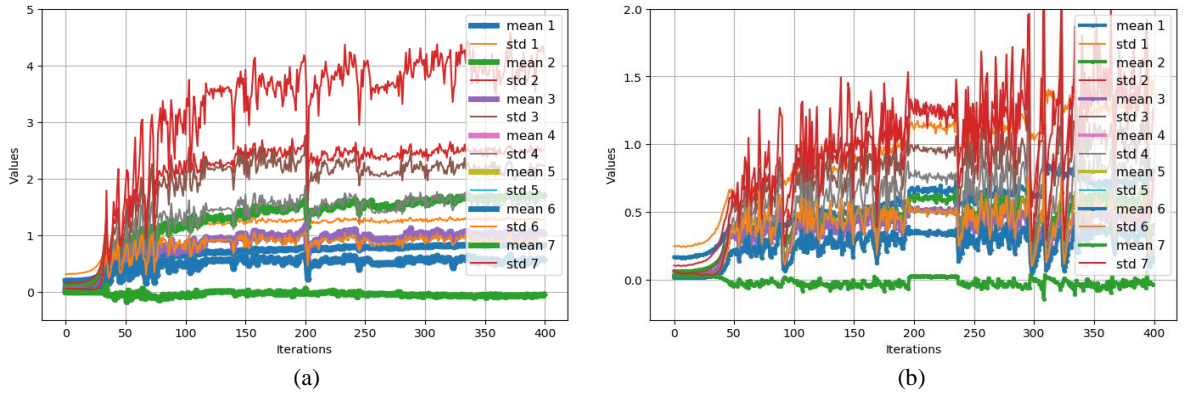 5
4
3
2
1
0
Values
0 50 100 150 200 250 300 350 400
Iterations
mean 1
std 1
mean 2
std 2
mean 3
std 3
mean 4
std 4
mean 5
std 5
mean 6
std 6
mean 7
std 7
(a)
2.0
1.5
1.0
0.5
0.0
Values
0 50 100 150 200 250 300 350 400
Iterations
mean 1
std 1
mean 2
std 2
mean 3
std 3
mean 4
std 4
mean 5
std 5
mean 6
std 6
mean 7
std 7
(b)